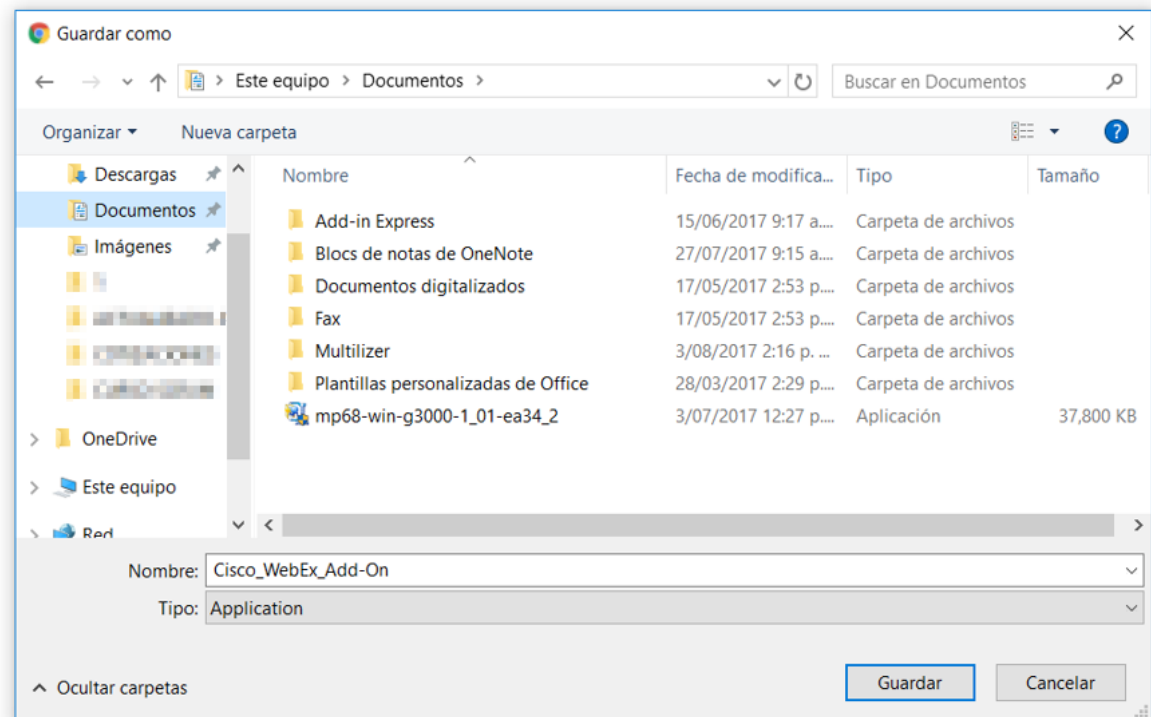 Guardar como
Este equipo > Documentos >
Buscar en Documentos
Organizar
Nueva carpeta
?
Descargas
Documentos
Imágenes
OneDrive
Este equipo
Red
Nombre Fecha de modifica... Tipo Tamaño
Add-in Express 15/06/2017 9:17 a.... Carpeta de archivos
Blocs de notas de OneNote 27/07/2017 9:15 a.... Carpeta de archivos
Documentos digitalizados 17/05/2017 2:53 p.... Carpeta de archivos
Fax 17/05/2017 2:53 p.... Carpeta de archivos
Multilizer 3/08/2017 2:16 p. ... Carpeta de archivos
Plantillas personalizadas de Office 28/03/2017 2:29 p.... Carpeta de archivos
mp68-win-g3000-1_01-ea34_2 3/07/2017 12:27 p.... Aplicación 37,800 KB
Nombre: Cisco_WebEx_Add-On
Tipo: Application
Ocultar carpetas
Guardar
Cancelar